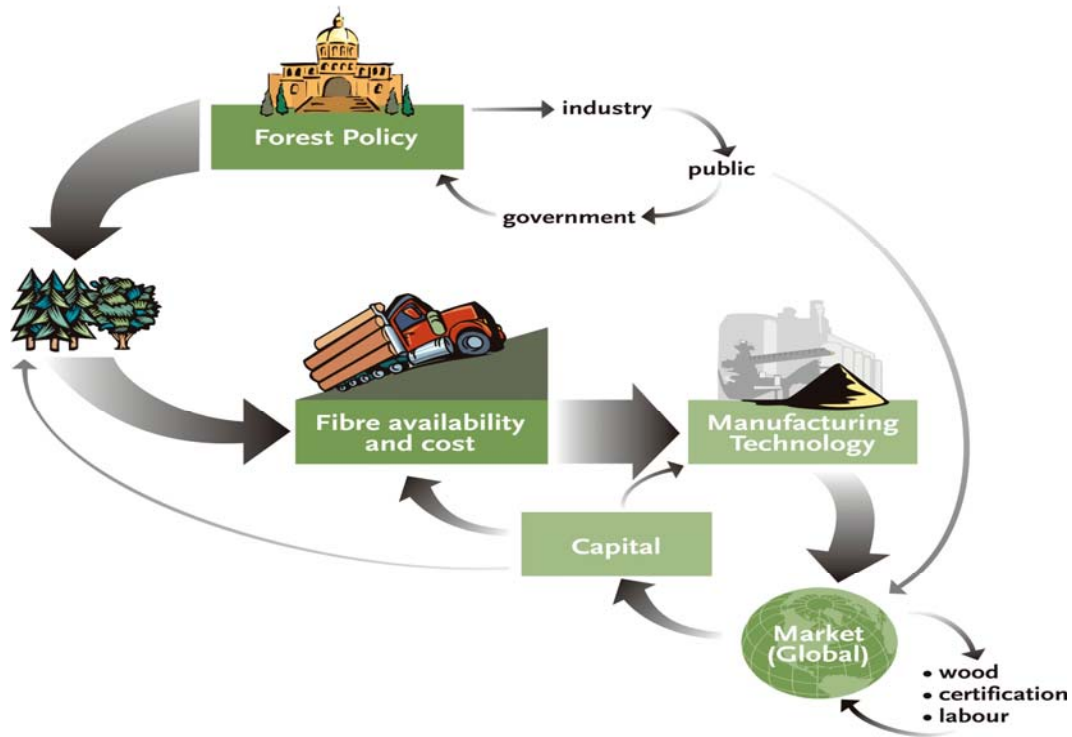 Forest Policy
industry
public
government
Fibre availability
and cost
Manufacturing
Technology
Capital
Market
(Global)
• wood
• certification
• labour